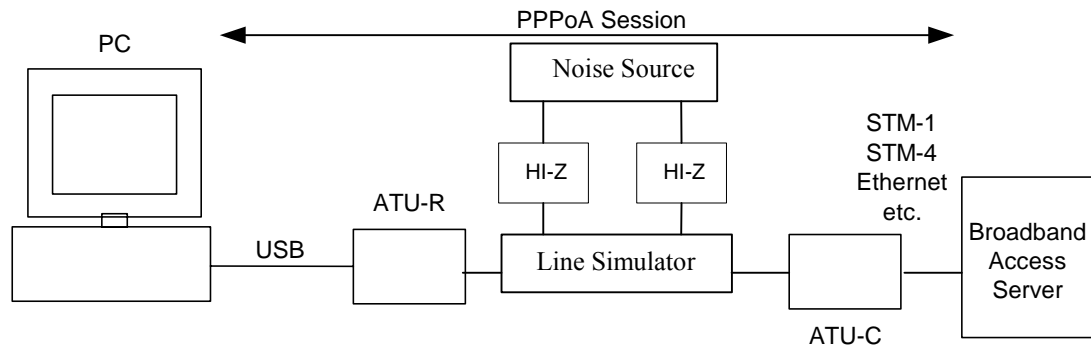 PPPoA Session
PC
Noise Source
STM-1
STM-4
Ethernet
etc.
HI-Z
HI-Z
ATU-R
USB
Line Simulator
Broadband
Access
Server
ATU-C